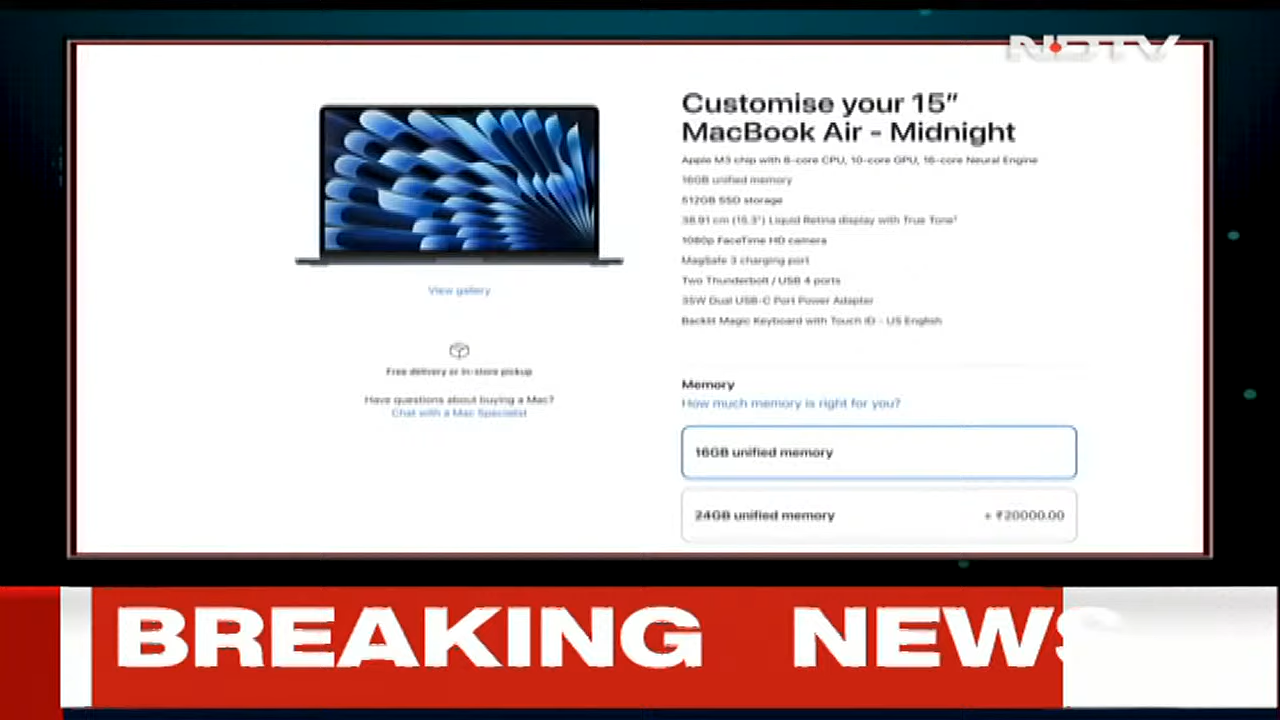 NDTV
Customise your 15"
MacBook Air - Midnight
Apple M3 chip with 8-core CPU, 10-core GPU, 16-core Neural Engine
16GB unified memory
512GB SSD storage
38.91 cm (15.3") Liquid Retina display with True Tone²
1080p FaceTime HD camera
MagSafe 3 charging port
Two Thunderbolt / USB 4 ports
35W Dual USB-C Port Power Adapter
Backlit Magic Keyboard with Touch ID - US English
View gallery
Free delivery or in-store pickup
Have questions about buying a Mac?
Chat with a Mac Specialist
Memory
How much memory is right for you?
16GB unified memory
24GB unified memory + ₹20000.00
BREAKING NEWS